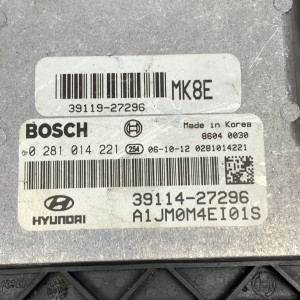 MK8E
39119-27296
BOSCH
Made in Korea
8604 0030
0 281 014 221 254 06-10-12 0281014221
39114-27296
HYUNDAI
A1JM0M4EI01S